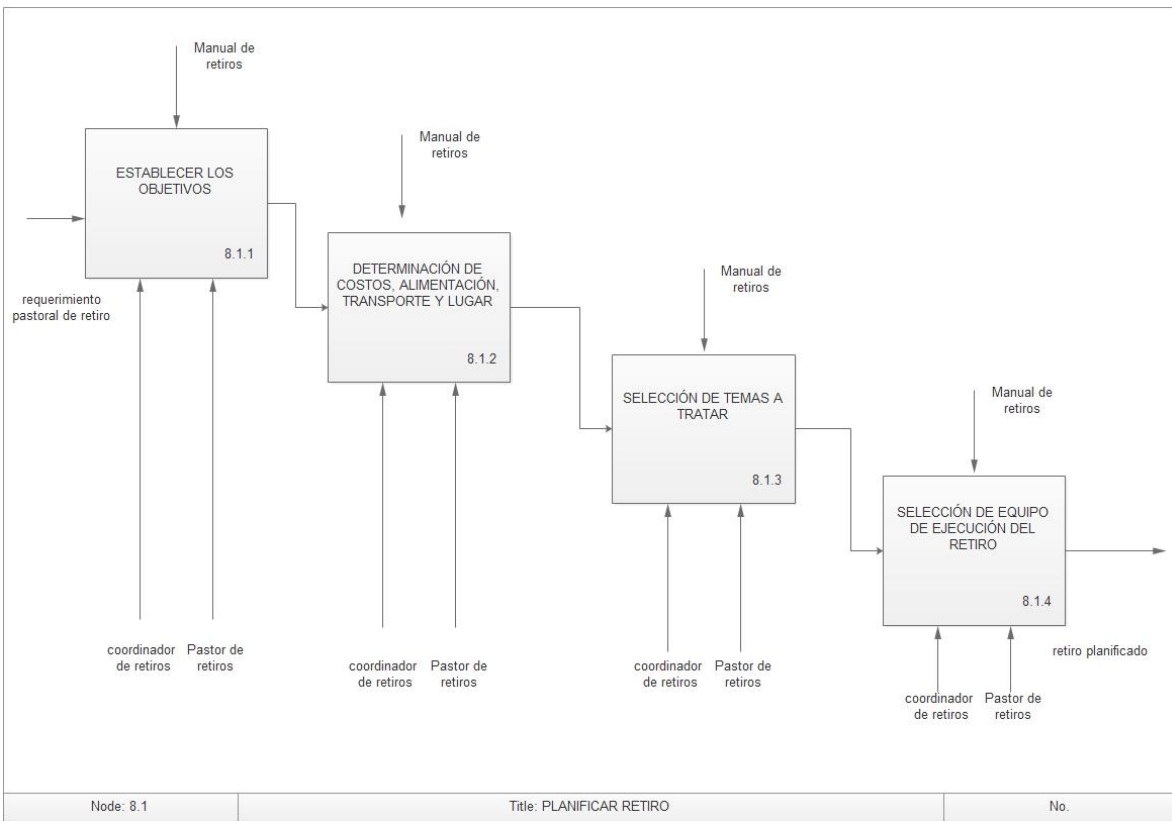 Manual de
retiros
ESTABLECER LOS
OBJETIVOS
8.1.1
requerimiento
pastoral de retiro
coordinador
de retiros
Pastor de
retiros
Manual de
retiros
DETERMINACIÓN DE
COSTOS, ALIMENTACIÓN,
TRANSPORTE Y LUGAR
8.1.2
coordinador
de retiros
Pastor de
retiros
Manual de
retiros
SELECCIÓN DE TEMAS A
TRATAR
8.1.3
coordinador
de retiros
Pastor de
retiros
Manual de
retiros
SELECCIÓN DE EQUIPO
DE EJECUCIÓN DEL
RETIRO
8.1.4
retiro planificado
coordinador
de retiros
Pastor de
retiros
Node: 8.1
Title: PLANIFICAR RETIRO
No.